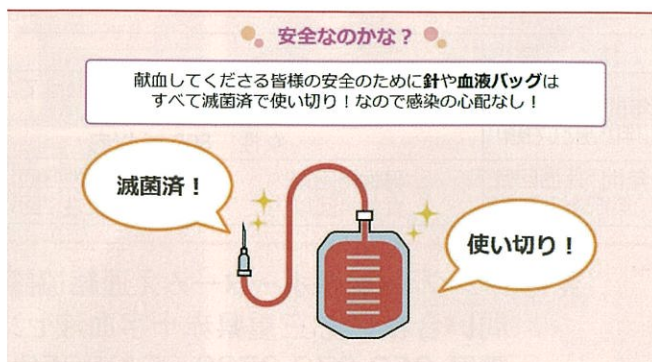 安全なのかな？
献血してくださる皆様の安全のために針や血液バッグは
すべて滅菌済で使い切り！なので感染の心配なし！
滅菌済！
使い切り！